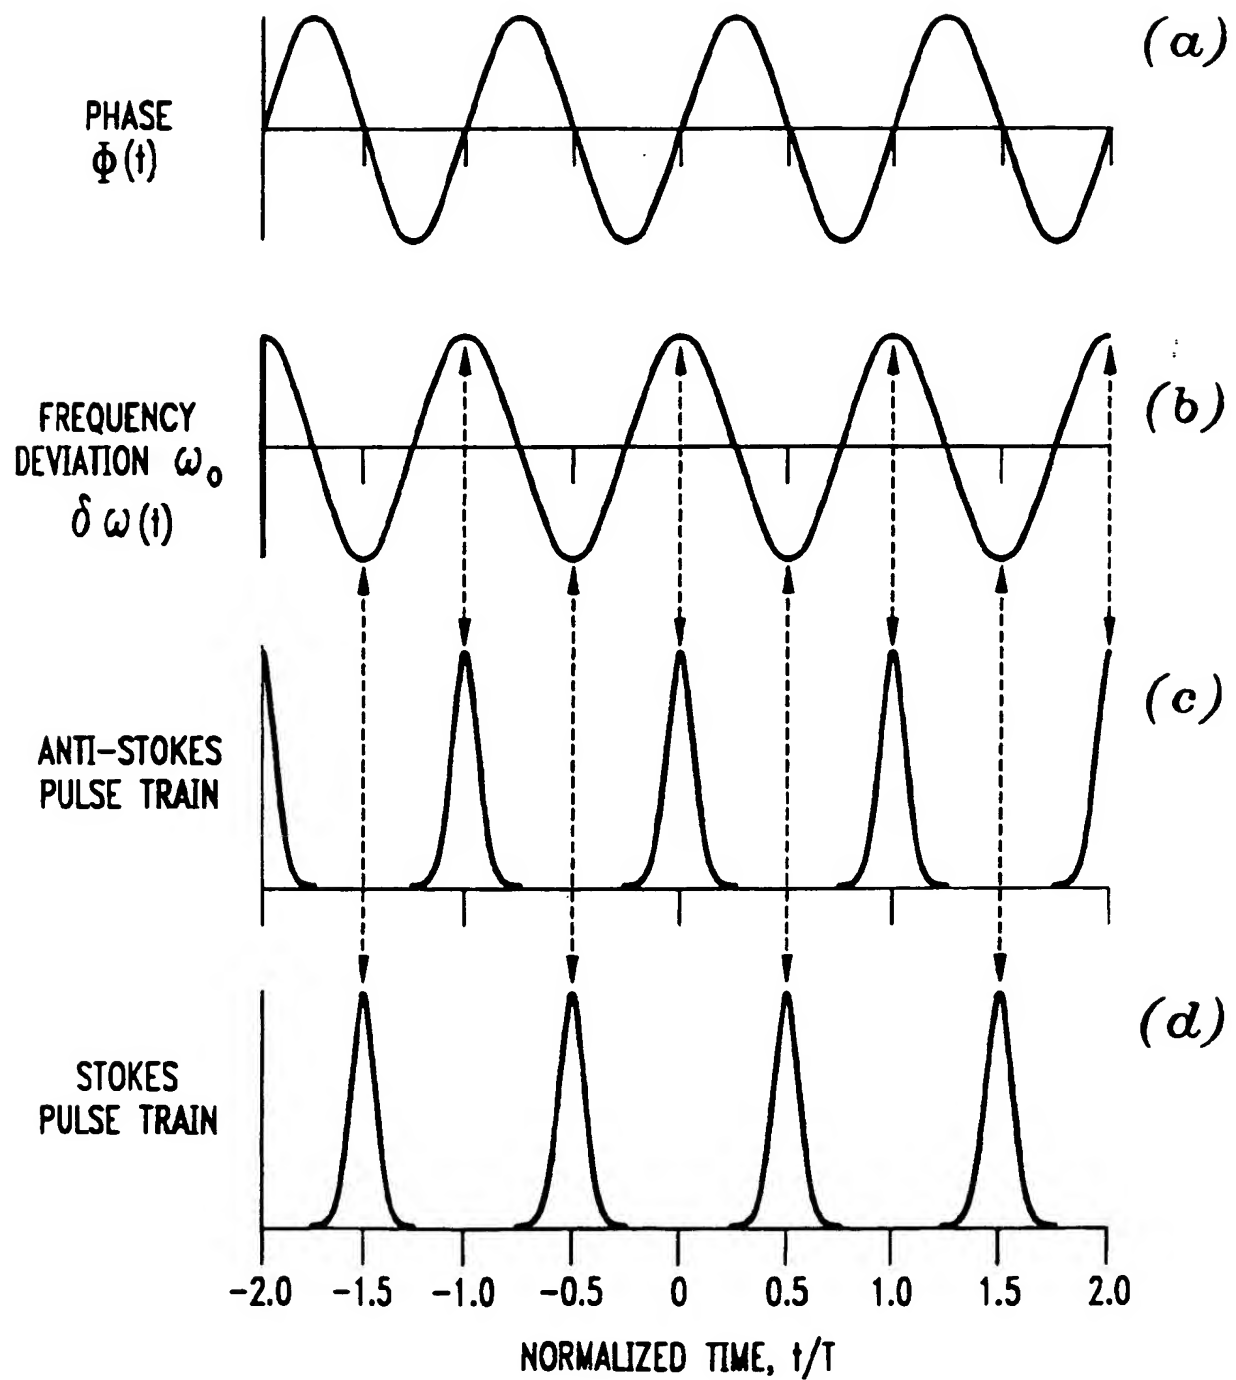 (a)
PHASE
Φ(t)
(b)
FREQUENCY
DEVIATION ω₀
δ ω(t)
(c)
ANTI-STOKES
PULSE TRAIN
(d)
STOKES
PULSE TRAIN
-2.0 -1.5 -1.0 -0.5 0 0.5 1.0 1.5 2.0
NORMALIZED TIME, t/T